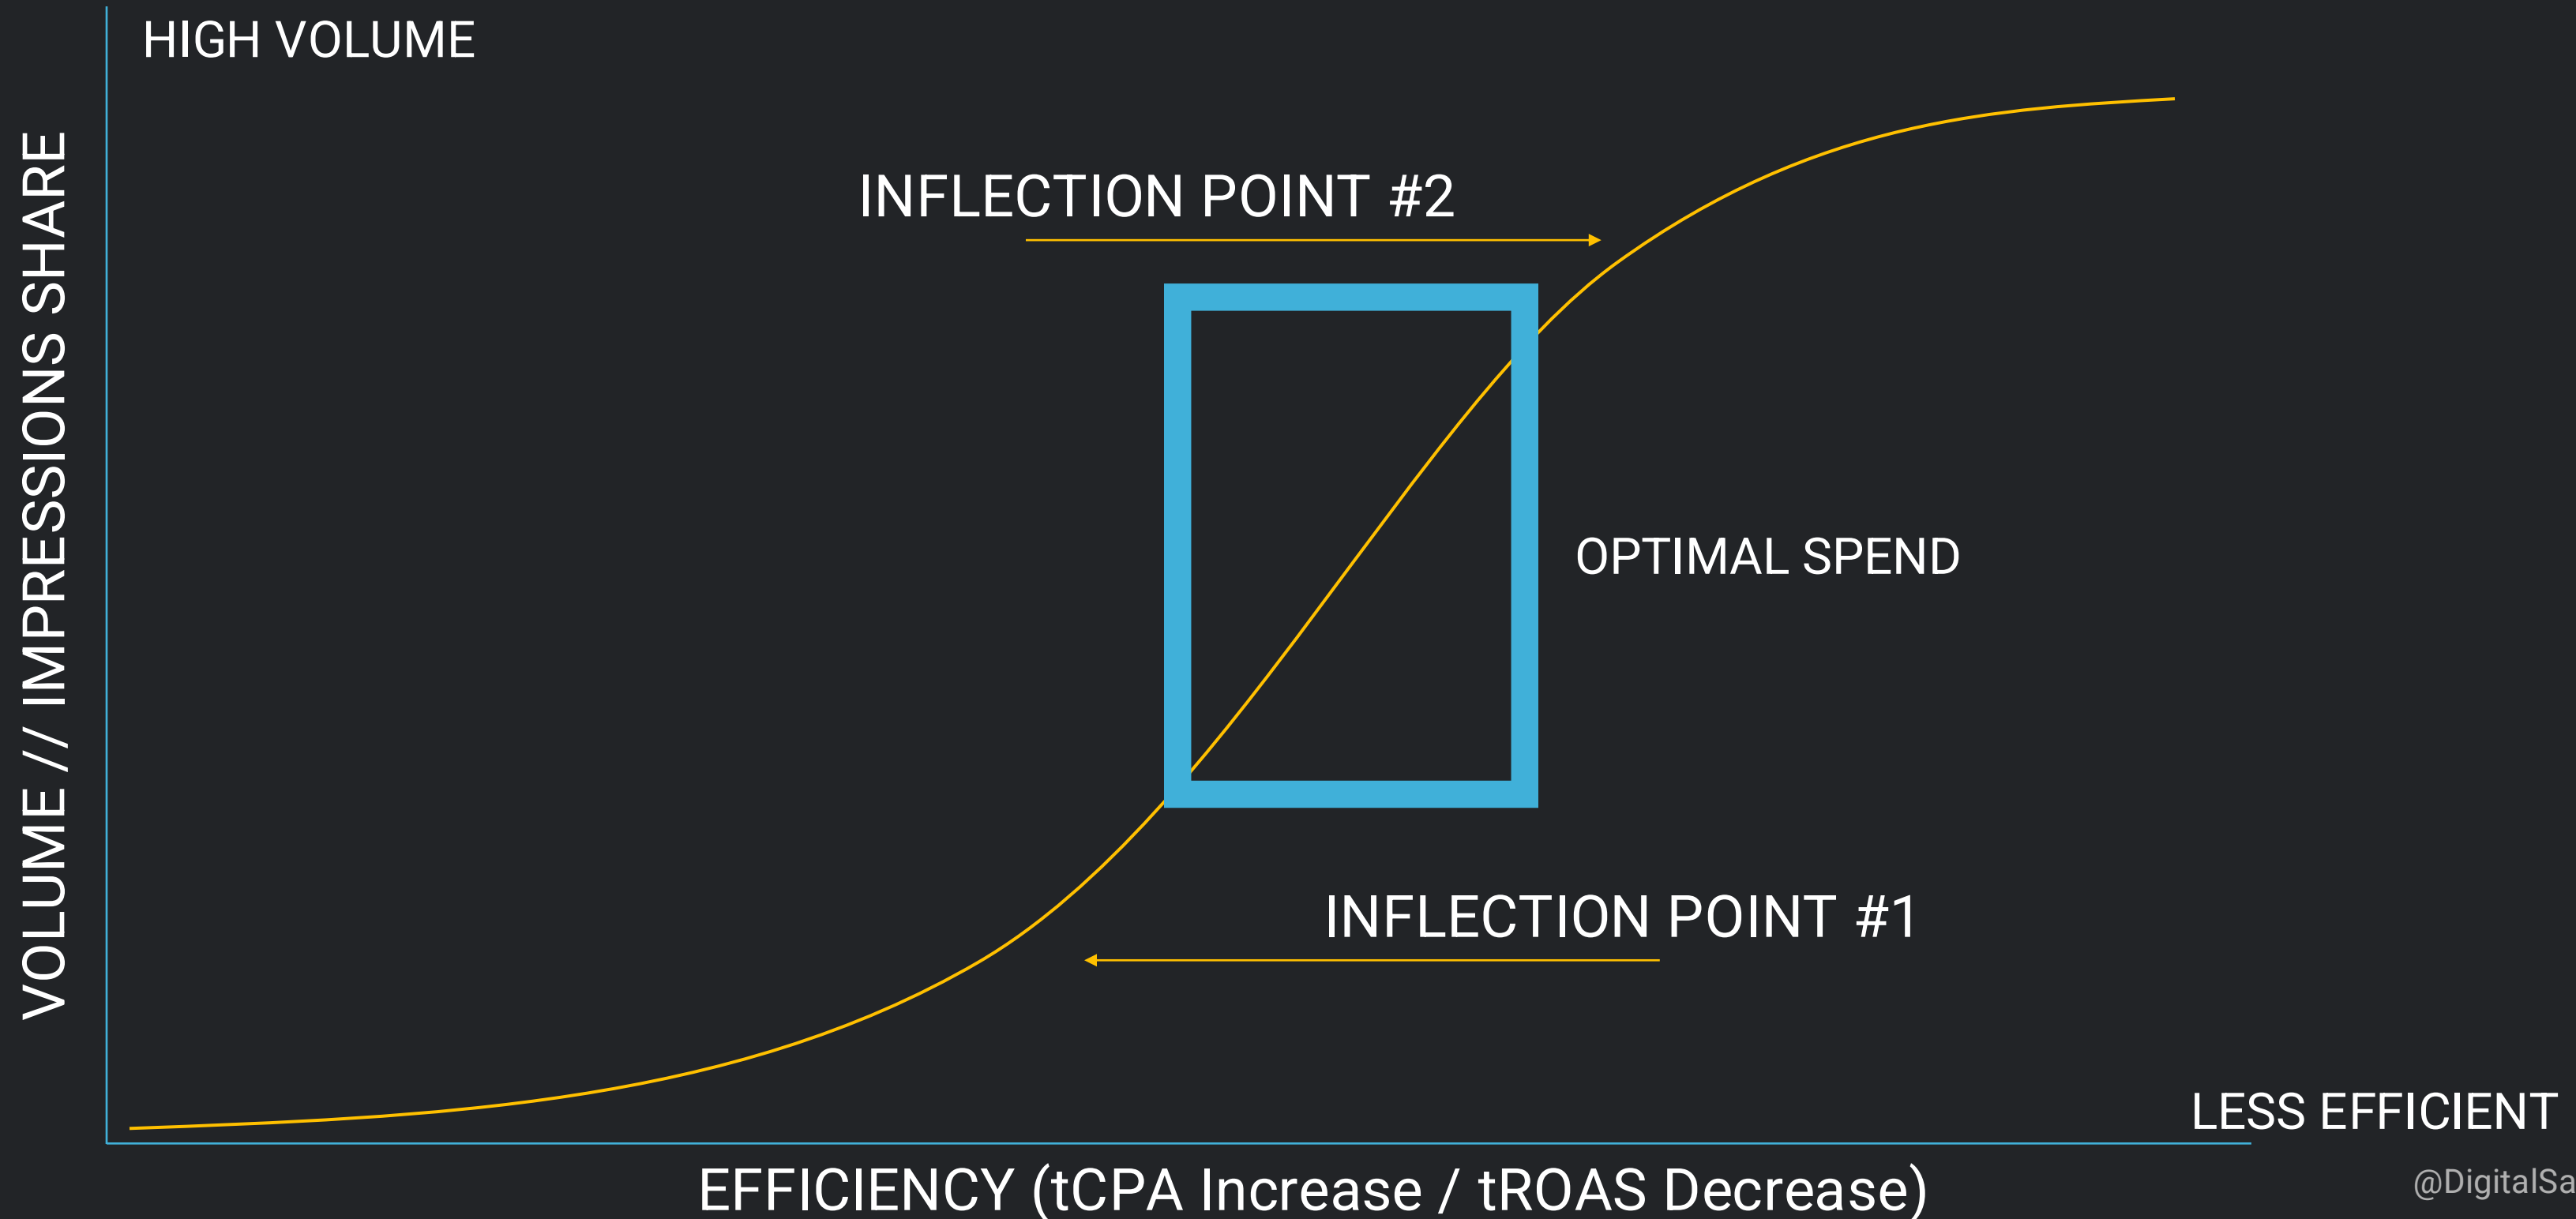 HIGH VOLUME
VOLUME // IMPRESSIONS SHARE
INFLECTION POINT #2
OPTIMAL SPEND
INFLECTION POINT #1
LESS EFFICIENT
EFFICIENCY (tCPA Increase / tROAS Decrease)
@DigitalSa